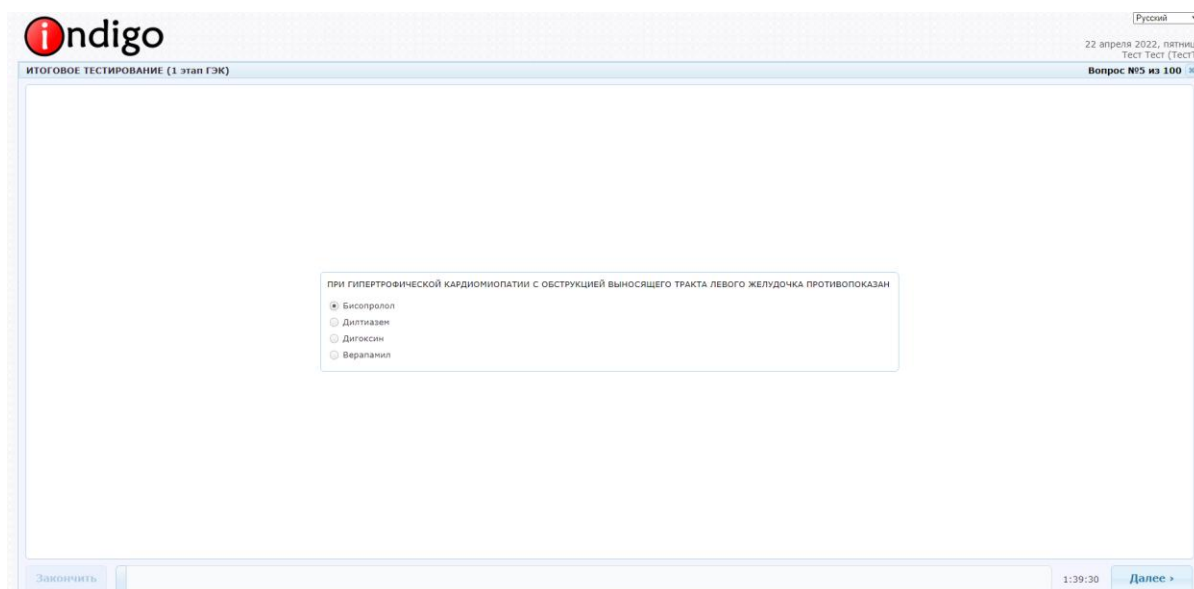 indigo
Русский
22 апреля 2022, пятниц
Тест Тест (Тест
ИТОГОВОЕ ТЕСТИРОВАНИЕ (1 этап ГЭК)
Вопрос №5 из 100
ПРИ ГИПЕРТРОФИЧЕСКОЙ КАРДИОМИОПАТИИ С ОБСТРУКЦИЕЙ ВЫНОСЯЩЕГО ТРАКТА ЛЕВОГО ЖЕЛУДОЧКА ПРОТИВОПОКАЗАН
Бисопролол
Дилтиазем
Дигоксин
Верапамил
Закончить
1:39:30
Далее ›